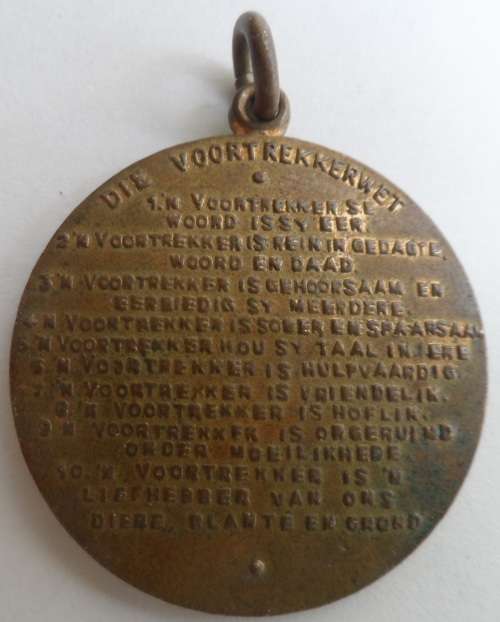 DIE VOORTREKKERWET
1. 'N VOORTREKKER SE
WOORD IS SY EER.
2. 'N VOORTREKKER IS REIN IN GEDAGTE,
WOORD EN DAAD.
3. 'N VOORTREKKER IS GEHOORSAAM EN
EERBIEDIG SY MEERDERE.
4. 'N VOORTREKKER IS SOBER EN SPAARSAAM
5. 'N VOORTREKKER HOU SY TAAL IN ERE
6. 'N VOORTREKKER IS HULPVAARDIG.
7. 'N VOORTREKKER IS VRIENDELIK.
8. 'N VOORTREKKER IS HOFLIK.
9. 'N VOORTREKKER IS OPGERUIMD
ONDER MOEILIKHEDE.
10. 'N VOORTREKKER IS 'N
LIEFHEBBER VAN ONS
DIERE, PLANTE EN GROND